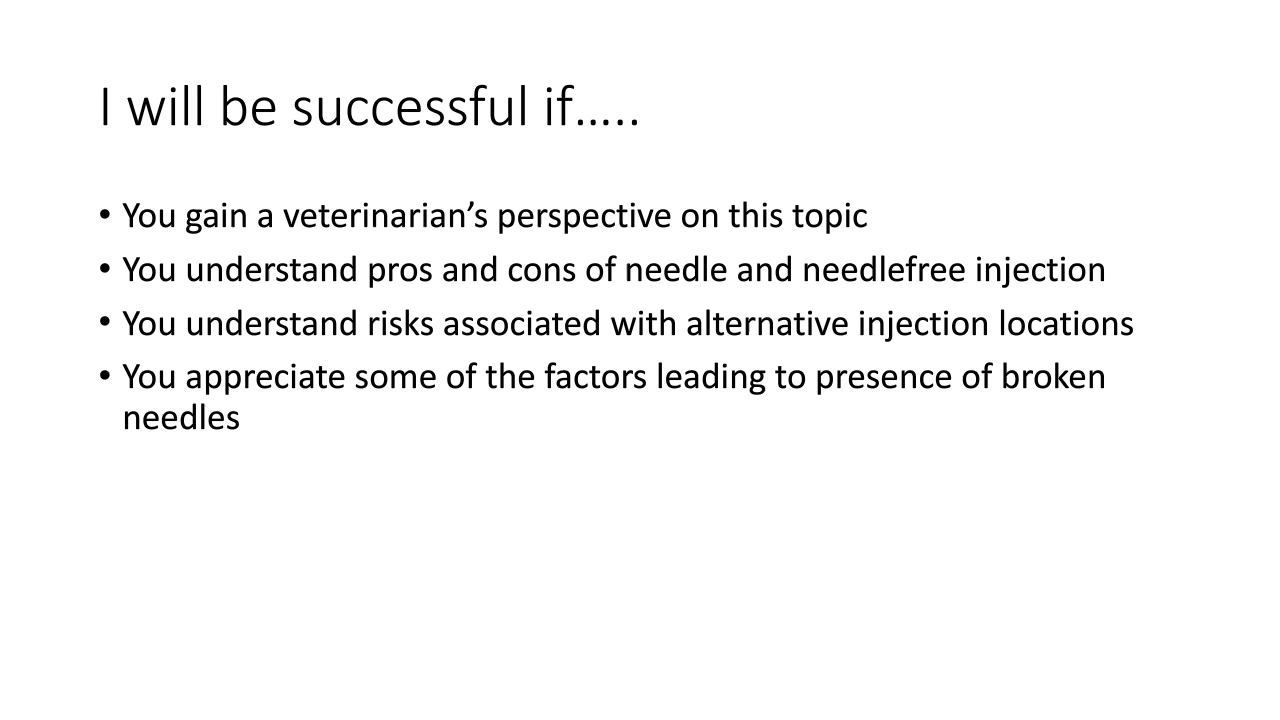 I will be successful if…..
• You gain a veterinarian’s perspective on this topic
• You understand pros and cons of needle and needlefree injection
• You understand risks associated with alternative injection locations
• You appreciate some of the factors leading to presence of broken
needles